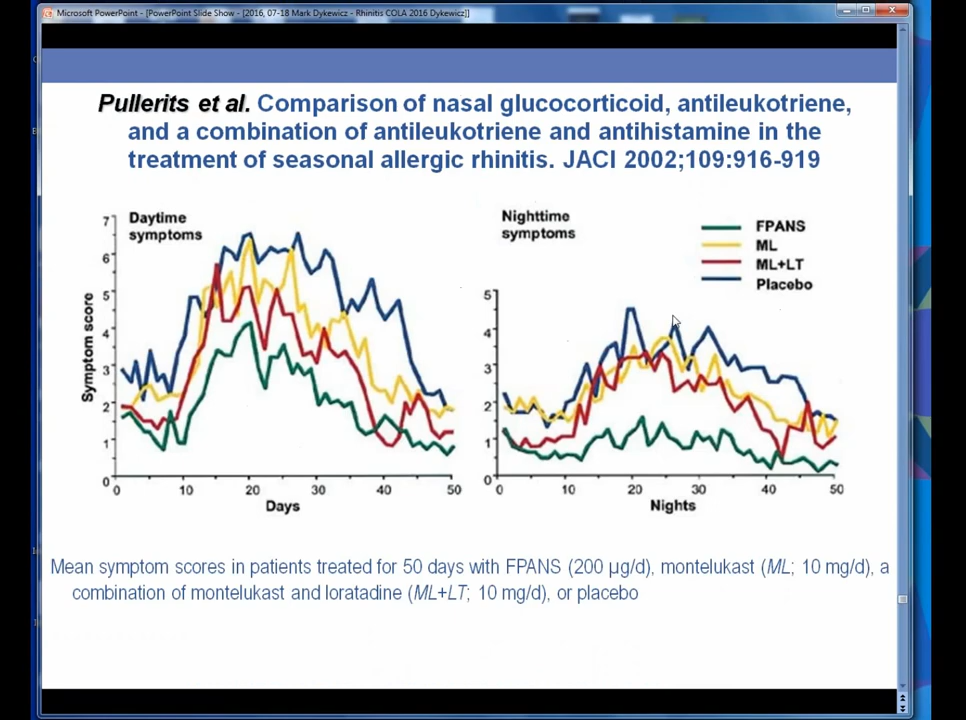 Microsoft PowerPoint - [PowerPoint Slide Show - [2016, 07-18 Mark Dykewicz - Rhinitis COLA 2016 Dykewicz]]
Pullerits et al. Comparison of nasal glucocorticoid, antileukotriene,
and a combination of antileukotriene and antihistamine in the
treatment of seasonal allergic rhinitis. JACI 2002;109:916-919
Daytime
symptoms
Symptom score
7
6
5
4
3
2
1
0
0 10 20 30 40 50
Days
Nighttime
symptoms
FPANS
ML
ML+LT
Placebo
5
4
3
2
1
0
0 10 20 30 40 50
Nights
Mean symptom scores in patients treated for 50 days with FPANS (200 µg/d), montelukast (ML; 10 mg/d), a
combination of montelukast and loratadine (ML+LT; 10 mg/d), or placebo